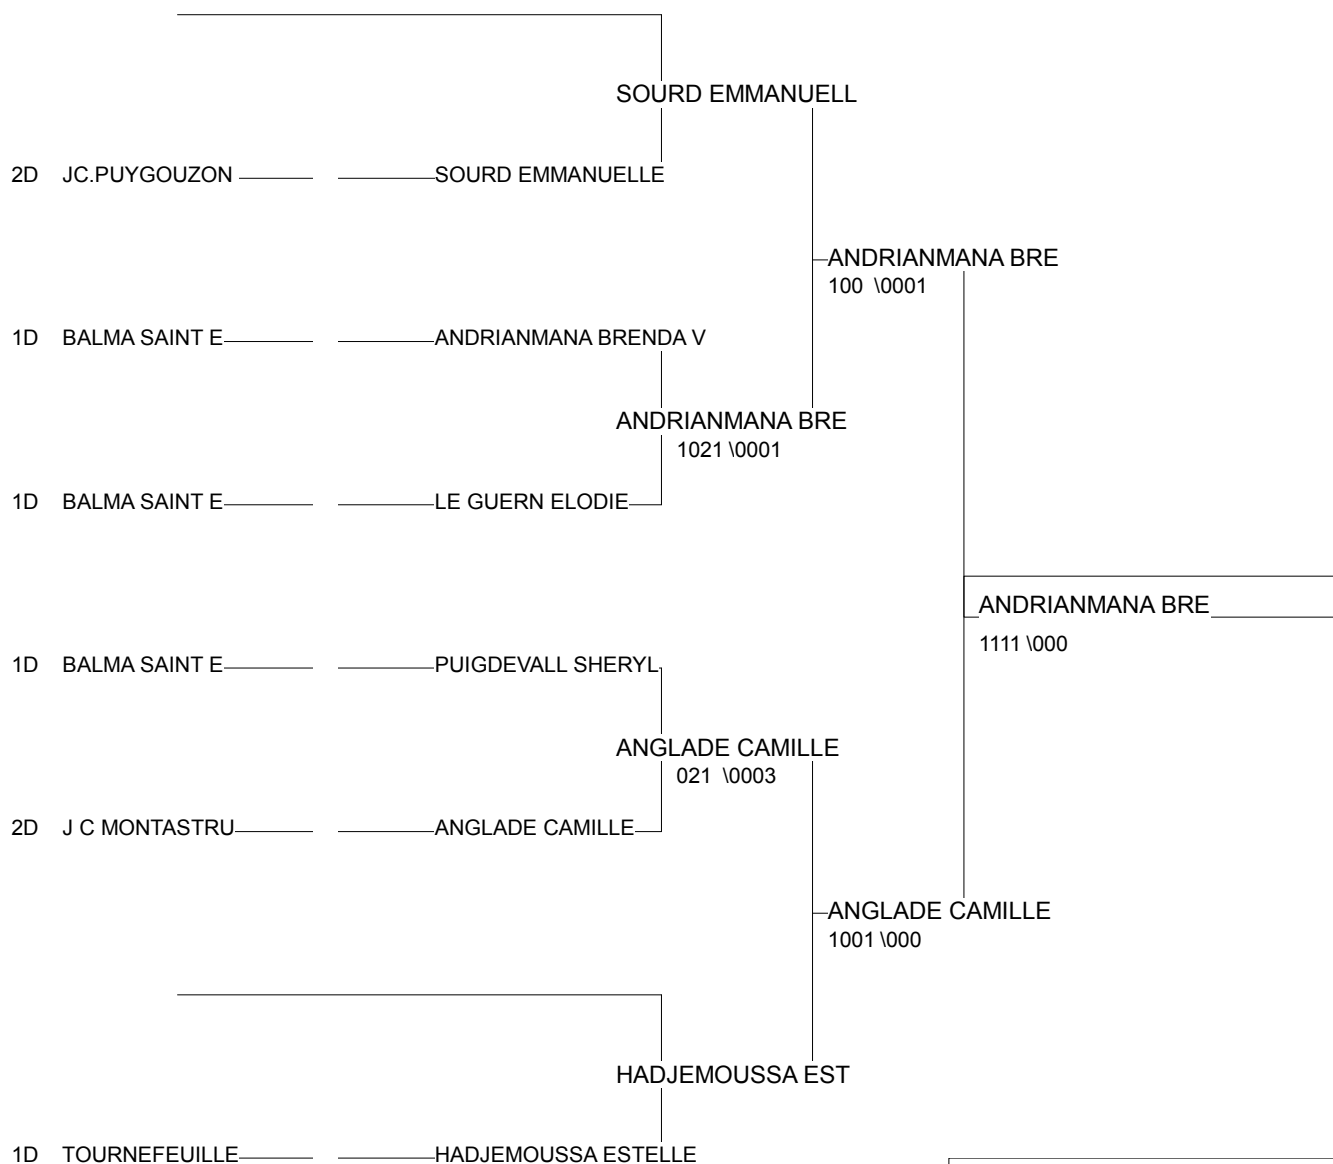 SOURD EMMANUELL
2D JC.PUYGOUZON SOURD EMMANUELLE
ANDRIANMANA BRE
100 \0001
1D BALMA SAINT E ANDRIANMANA BRENDA V
ANDRIANMANA BRE
1021 \0001
1D BALMA SAINT E LE GUERN ELODIE
ANDRIANMANA BRE
1111 \000
1D BALMA SAINT E PUIGDEVALL SHERYL
ANGLADE CAMILLE
021 \0003
2D J C MONTASTRU ANGLADE CAMILLE
ANGLADE CAMILLE
1001 \000
HADJEMOUSSA EST
1D TOURNEFEUILLE HADJEMOUSSA ESTELLE